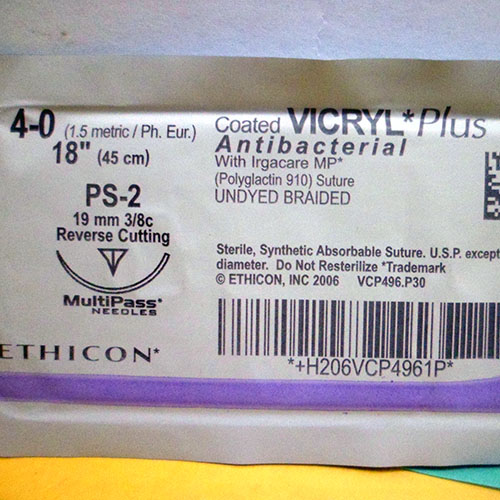 4-0 (1.5 metric / Ph. Eur.)
18" (45 cm)
PS-2
19 mm 3/8c
Reverse Cutting
MultiPass*
NEEDLES
ETHICON*
Coated VICRYL* Plus
Antibacterial
With Irgacare MP*
(Polyglactin 910) Suture
UNDYED BRAIDED
Sterile, Synthetic Absorbable Suture. U.S.P. except
diameter. Do Not Resterilize *Trademark
© ETHICON, INC 2006 VCP496.P30
*+H206VCP4961P*